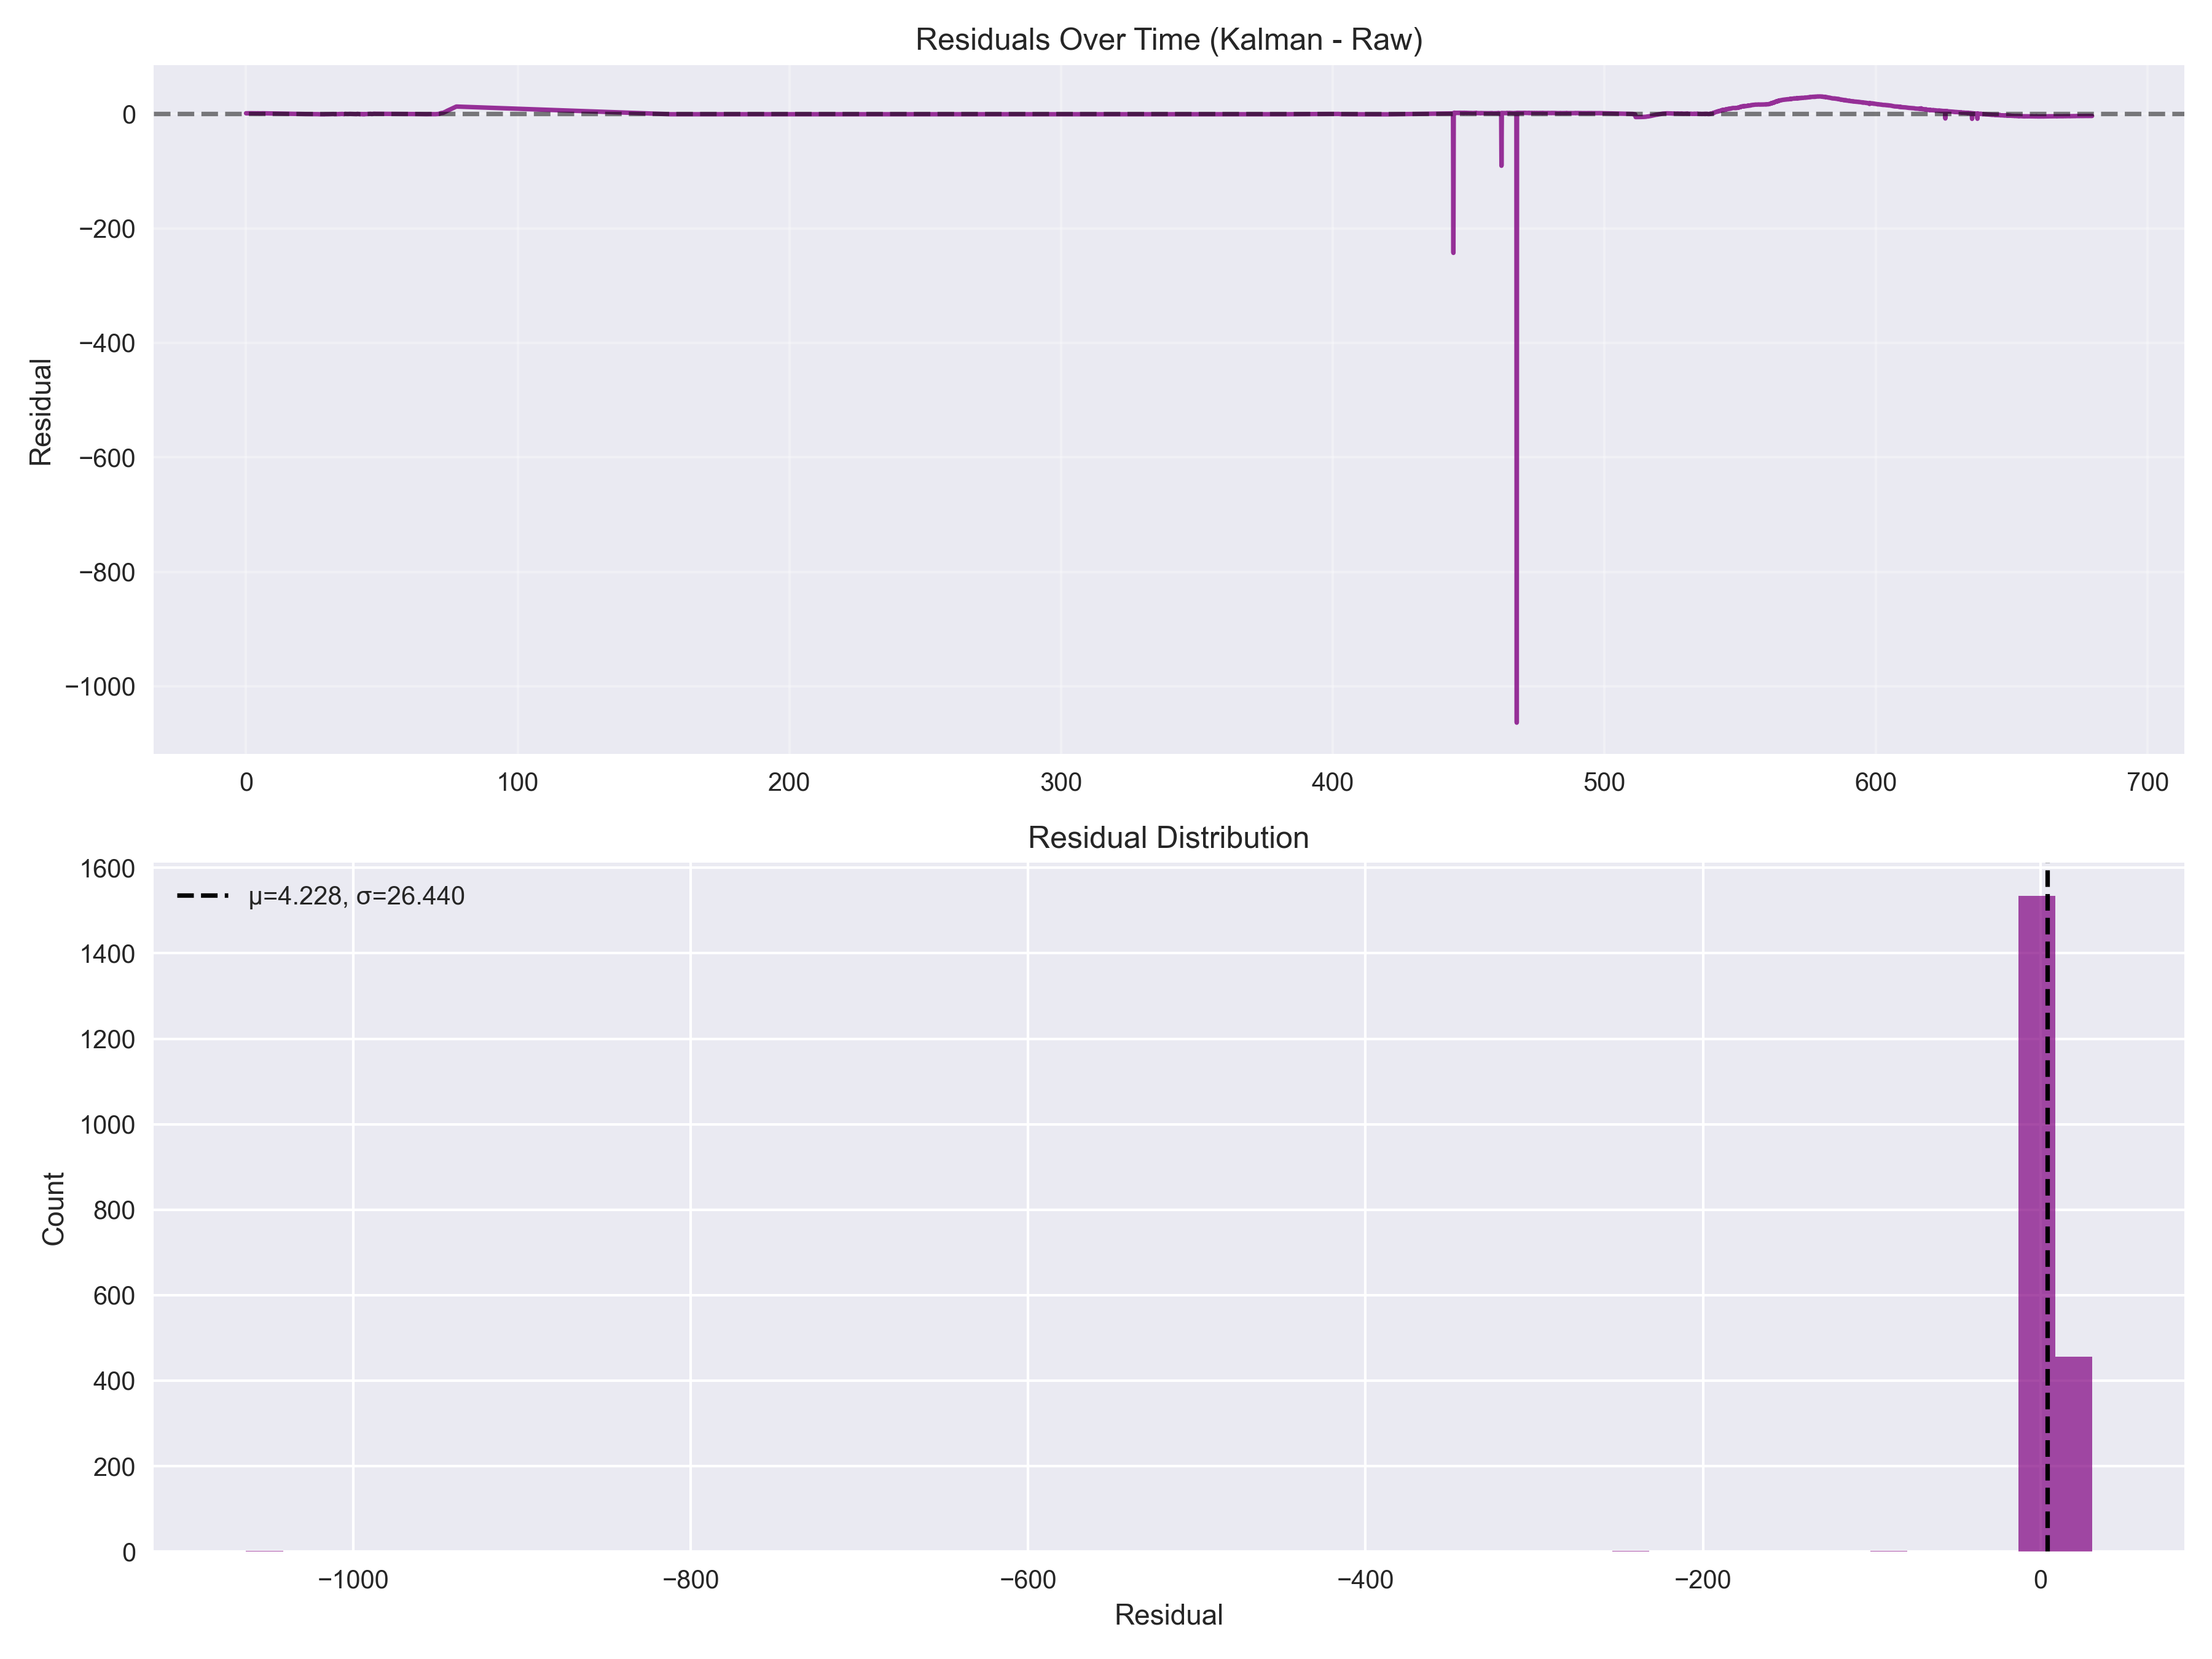 Residuals Over Time (Kalman - Raw)
0
−200
−400
−600
−800
−1000
Residual
0 100 200 300 400 500 600 700
Residual Distribution
μ=4.228, σ=26.440
1600
1400
1200
1000
800
600
400
200
0
Count
−1000 −800 −600 −400 −200 0
Residual